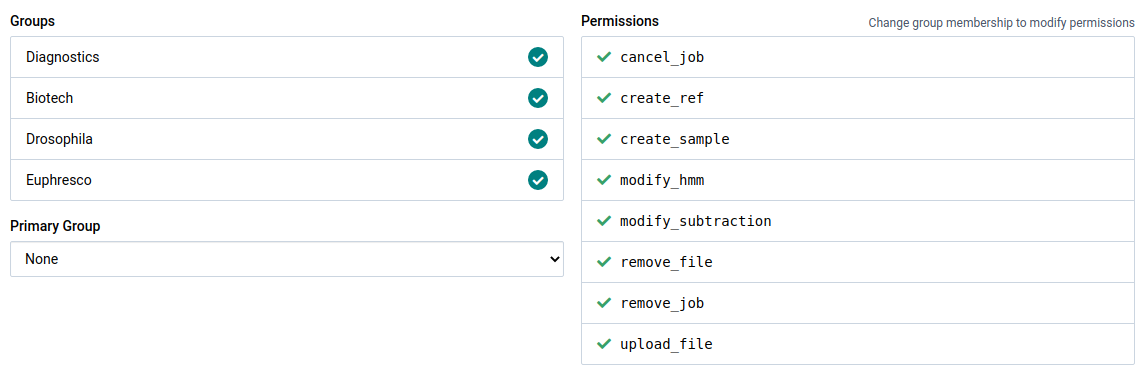 Groups
Diagnostics
Biotech
Drosophila
Euphresco
Primary Group
None
Permissions
Change group membership to modify permissions
cancel_job
create_ref
create_sample
modify_hmm
modify_subtraction
remove_file
remove_job
upload_file